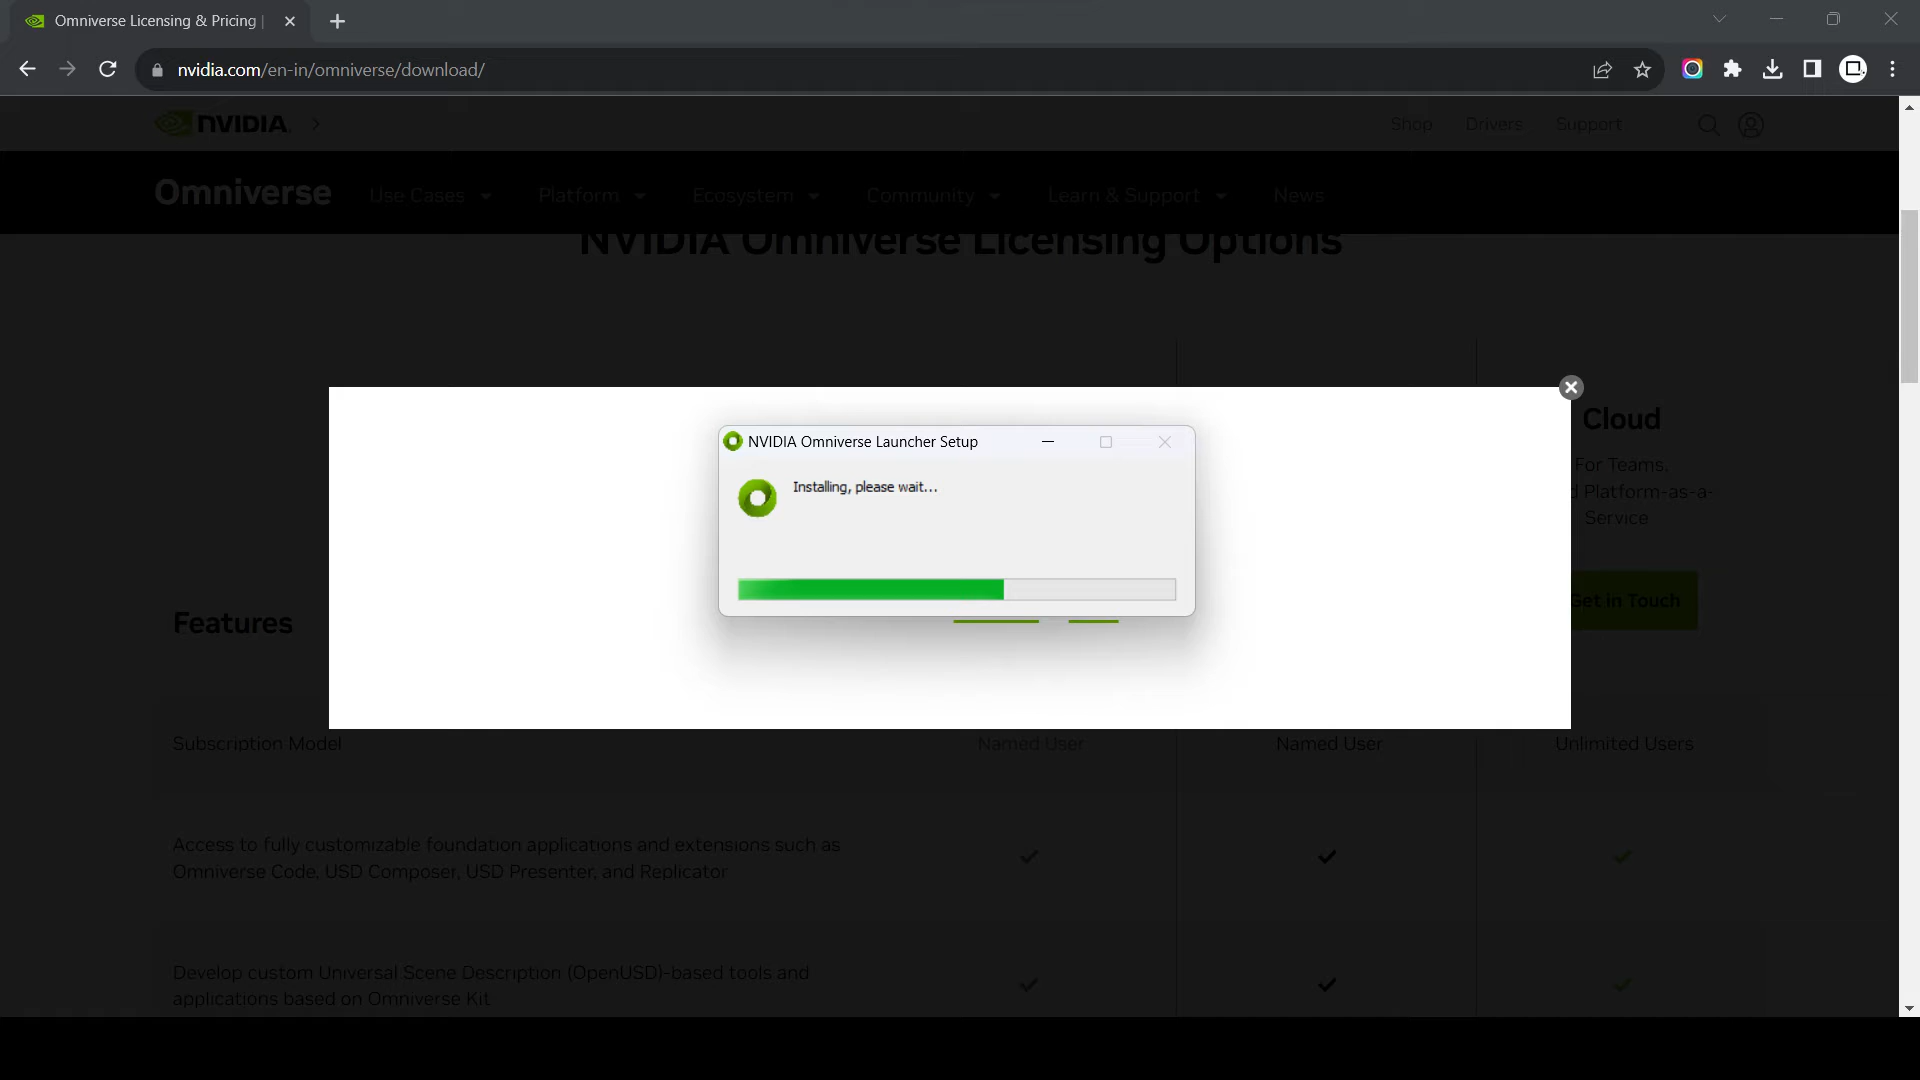 Omniverse Licensing & Pricing |
nvidia.com/en-in/omniverse/download/
NVIDIA
Shop Drivers Support
Omniverse Use Cases Platform Ecosystem Community Learn & Support News
NVIDIA Omniverse Licensing Options
Cloud
For Teams,
d Platform-as-a-
Service
Get In Touch
NVIDIA Omniverse Launcher Setup
Installing, please wait...
Features
Subscription Model Named User Named User Unlimited Users
Access to fully customizable foundation applications and extensions such as
Omniverse Code, USD Composer, USD Presenter, and Replicator
Develop custom Universal Scene Description (OpenUSD)-based tools and
applications based on Omniverse Kit